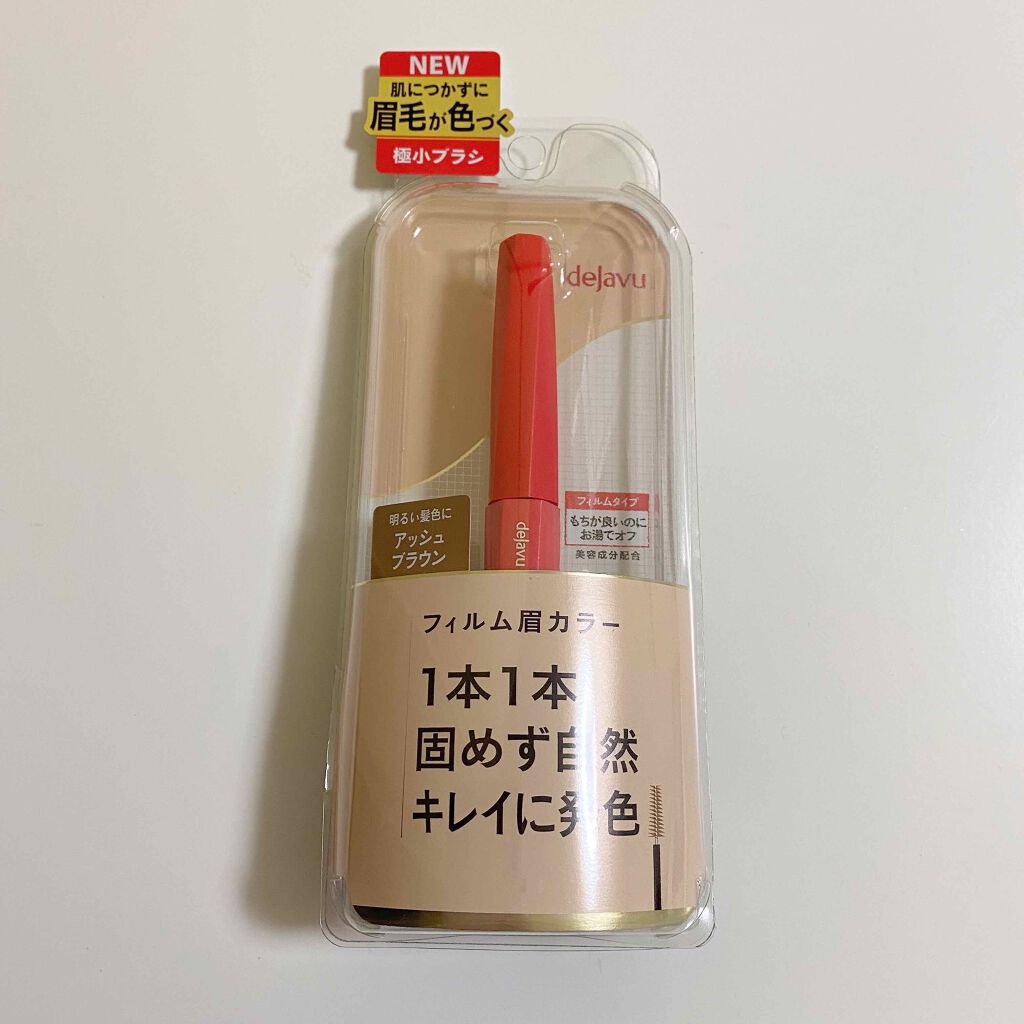 NEW
肌につかずに
眉毛が色づく
極小ブラシ
dejavu
明るい髪色に
アッシュ
ブラウン
dejavu
フィルムタイプ
もちが良いのに
お湯でオフ
美容成分配合
フィルム眉カラー
1本1本
固めず自然
キレイに発色